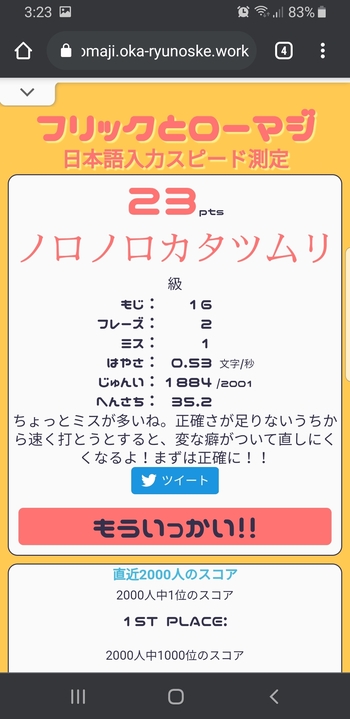 3:23 83%
omaji.oka-ryunoske.work 4
フリックとローマジ
日本語入力スピード測定
23pts
ノロノロカタツムリ
級
もじ： 16
フレーズ： 2
ミス： 1
はやさ： 0.53 文字/秒
じゅんい： 1884 /2001
へんさち： 35.2
ちょっとミスが多いね。正確さが足りないうちか
ら速く打とうとすると、変な癖がついて直しにく
くなるよ！まずは正確に！！
ツイート
もういっかい!!
直近2000人のスコア
2000人中1位のスコア
1ST PLACE:
2000人中1000位のスコア